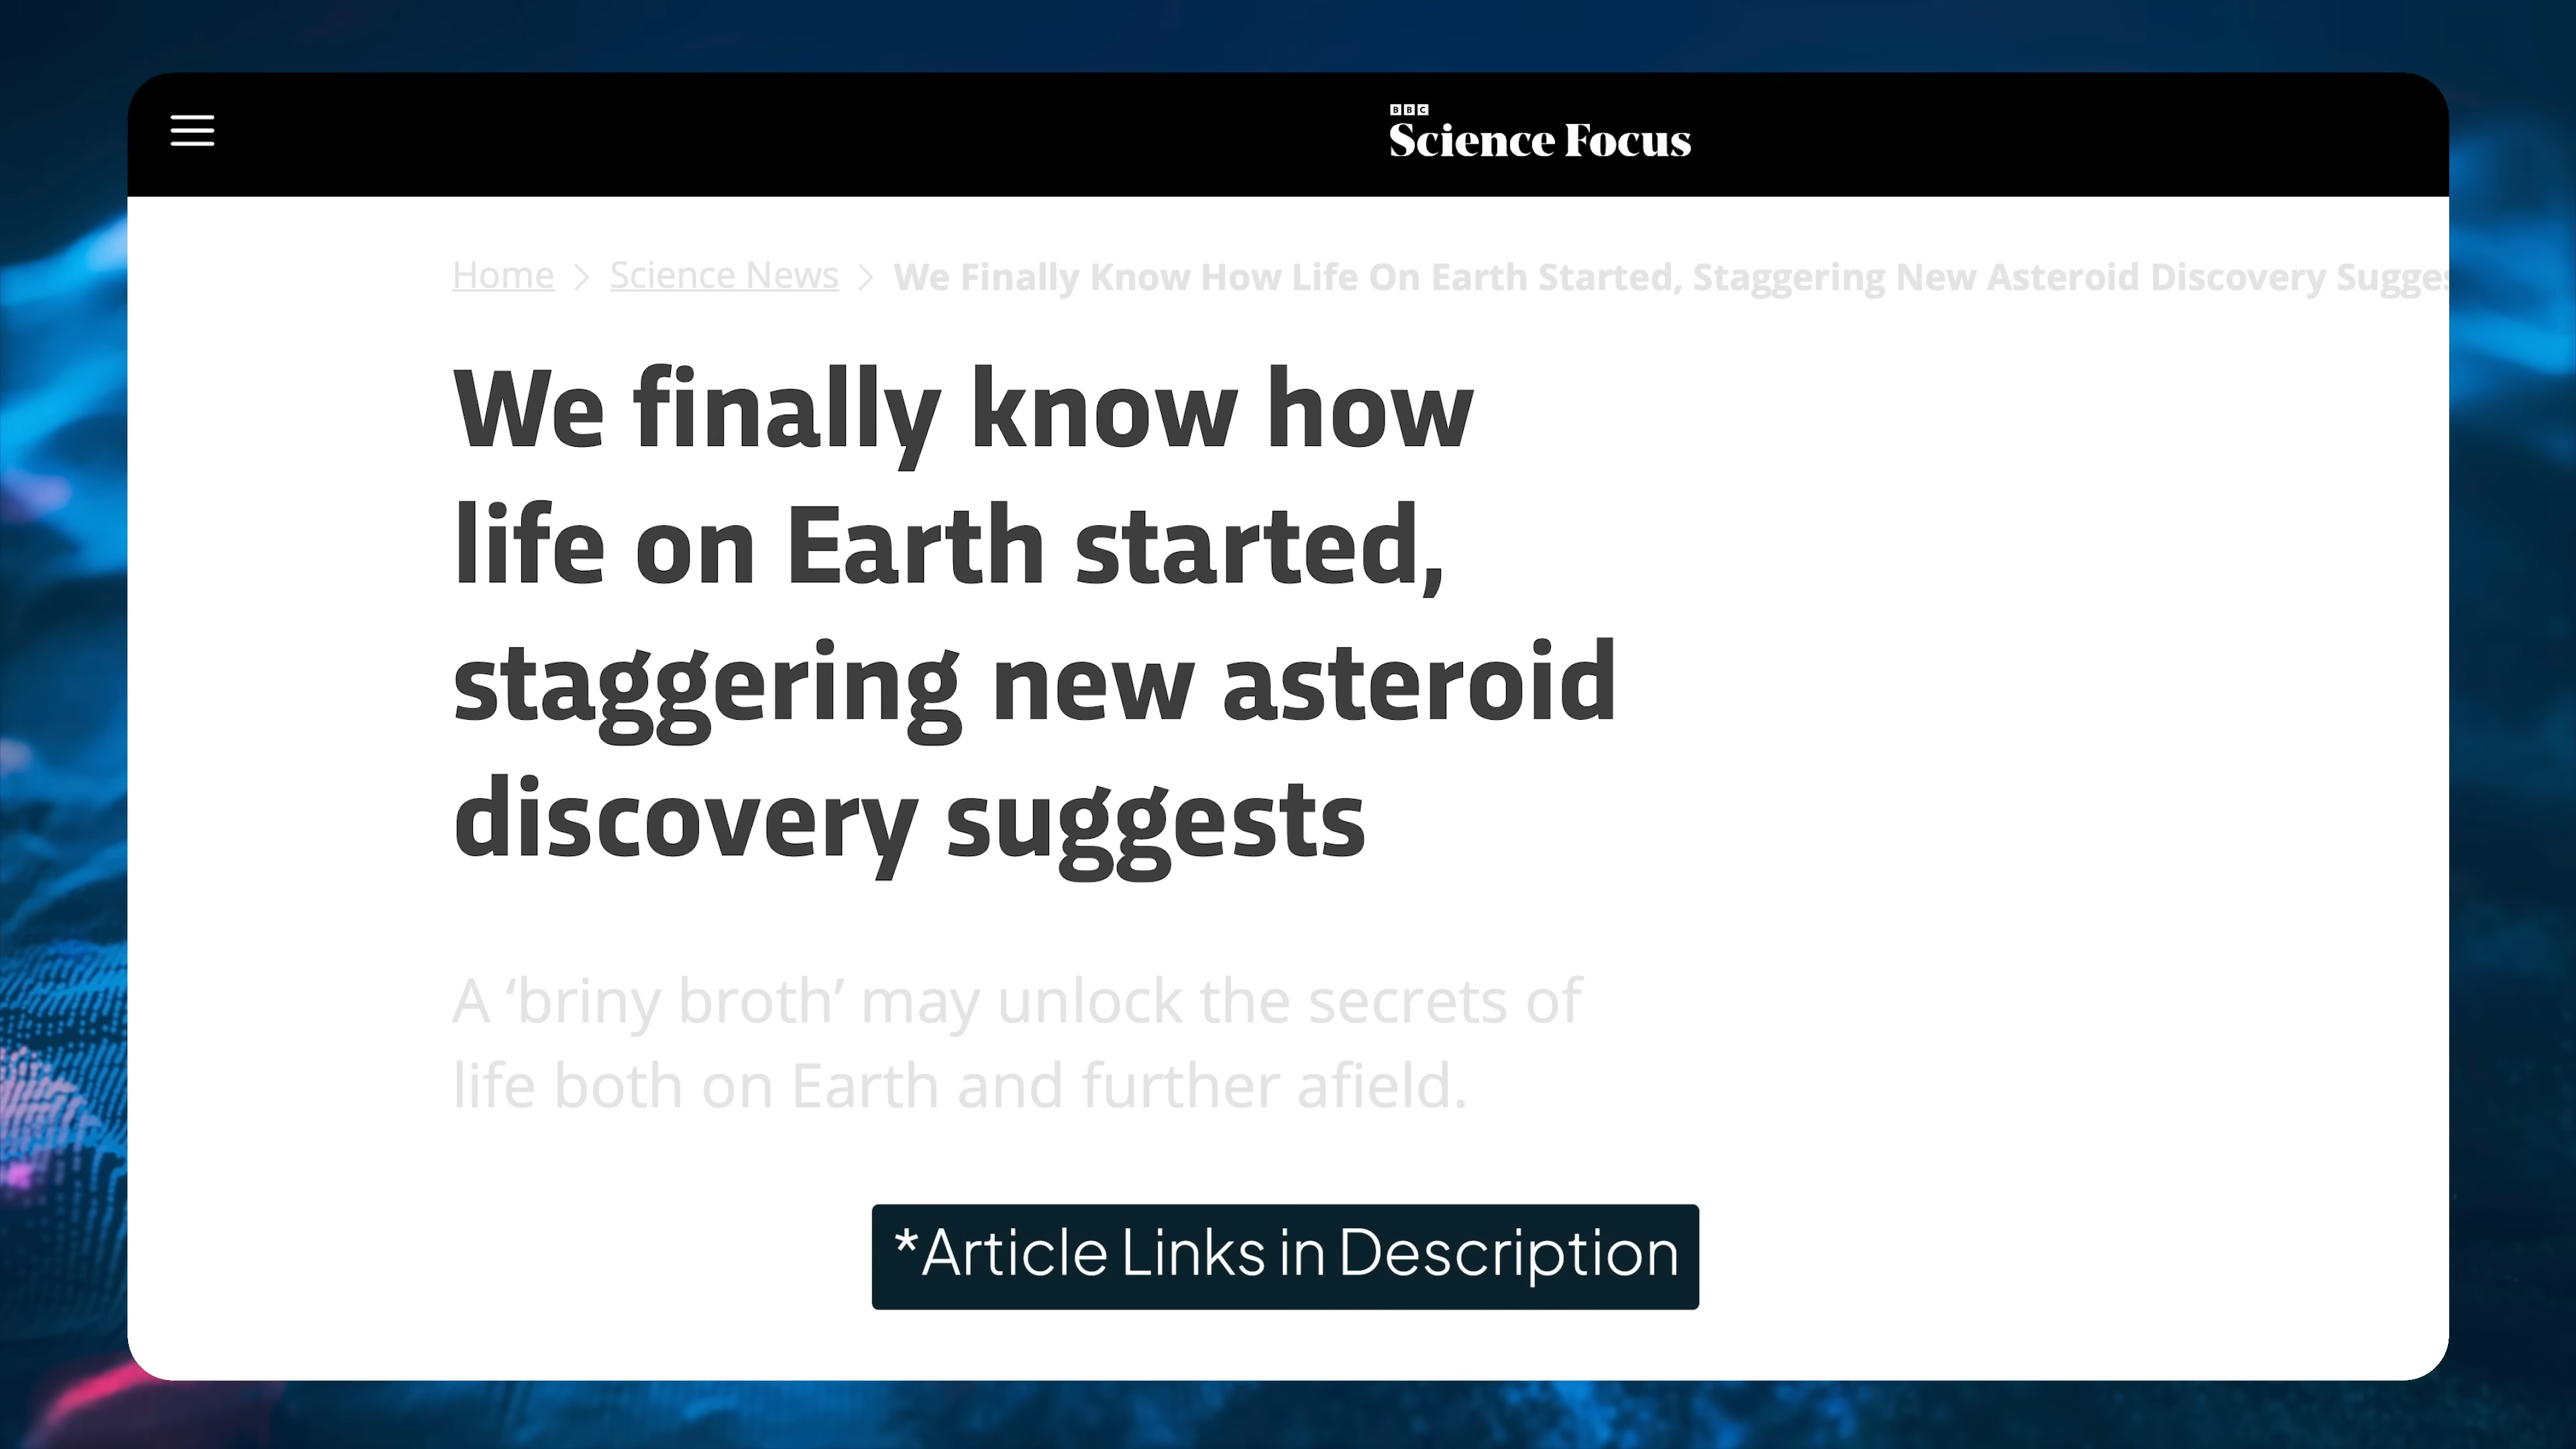 BBC
Science Focus
Home > Science News > We Finally Know How Life On Earth Started, Staggering New Asteroid Discovery Sugges
We finally know how
life on Earth started,
staggering new asteroid
discovery suggests
A ‘briny broth’ may unlock the secrets of
life both on Earth and further afield.
*Article Links in Description